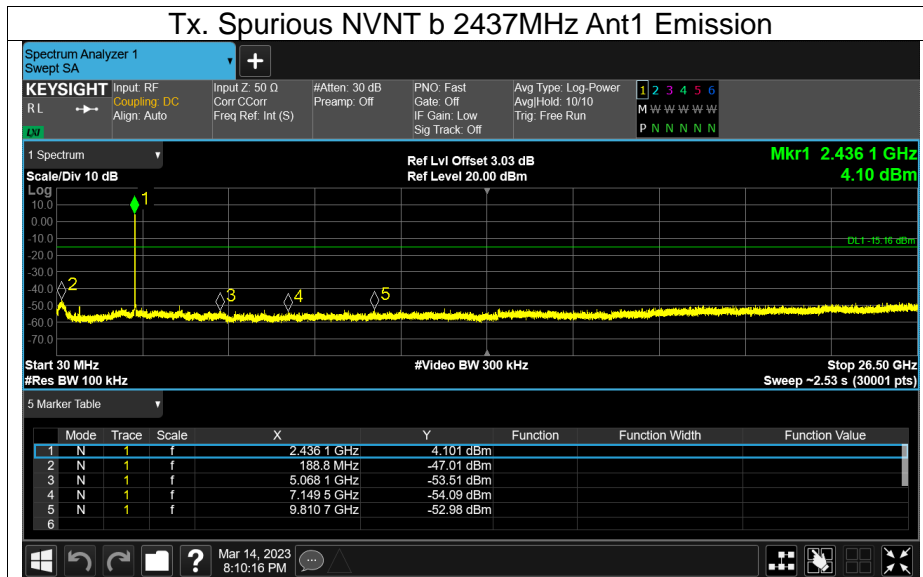 Tx. Spurious NVNT b 2437MHz Ant1 Emission
Spectrum Analyzer 1
Swept SA
+
KEYSIGHT Input: RF Input Z: 50 Ω #Atten: 30 dB PNO: Fast Avg Type: Log-Power 1 2 3 4 5 6
RL Coupling: DC Corr CCorr Preamp: Off Gate: Off Avg|Hold: 10/10 M W W W W W
Align: Auto Freq Ref: Int (S) IF Gain: Low Trig: Free Run
LXI Sig Track: Off P N N N N N
1 Spectrum Ref Lvl Offset 3.03 dB Mkr1 2.436 1 GHz
Scale/Div 10 dB Ref Level 20.00 dBm 4.10 dBm
Log
10.0 1
0.00
-10.0 DL1 -15.16 dBm
-20.0
-30.0
-40.0 2
-50.0 3 4 5
-60.0
-70.0
Start 30 MHz #Video BW 300 kHz Stop 26.50 GHz
#Res BW 100 kHz Sweep ~2.53 s (30001 pts)
5 Marker Table
Mode Trace Scale X Y Function Function Width Function Value
1 N 1 f 2.436 1 GHz 4.101 dBm
2 N 1 f 188.8 MHz -47.01 dBm
3 N 1 f 5.068 1 GHz -53.51 dBm
4 N 1 f 7.149 5 GHz -54.09 dBm
5 N 1 f 9.810 7 GHz -52.98 dBm
6
? Mar 14, 2023
8:10:16 PM